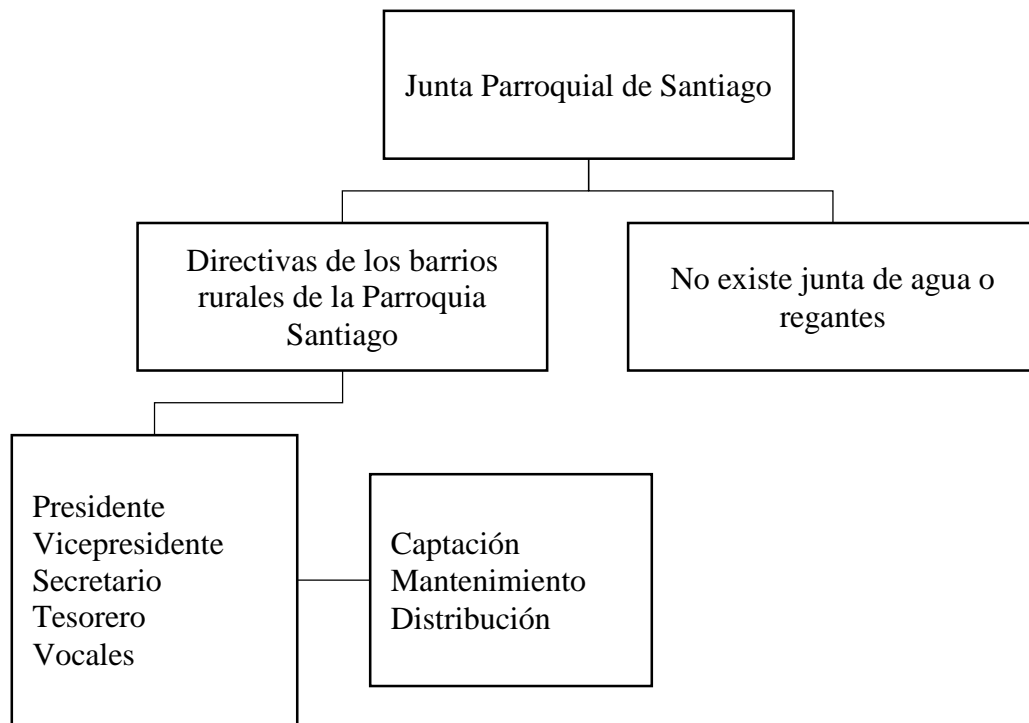 Junta Parroquial de Santiago
Directivas de los barrios
rurales de la Parroquia
Santiago
No existe junta de agua o
regantes
Presidente
Vicepresidente
Secretario
Tesorero
Vocales
Captación
Mantenimiento
Distribución